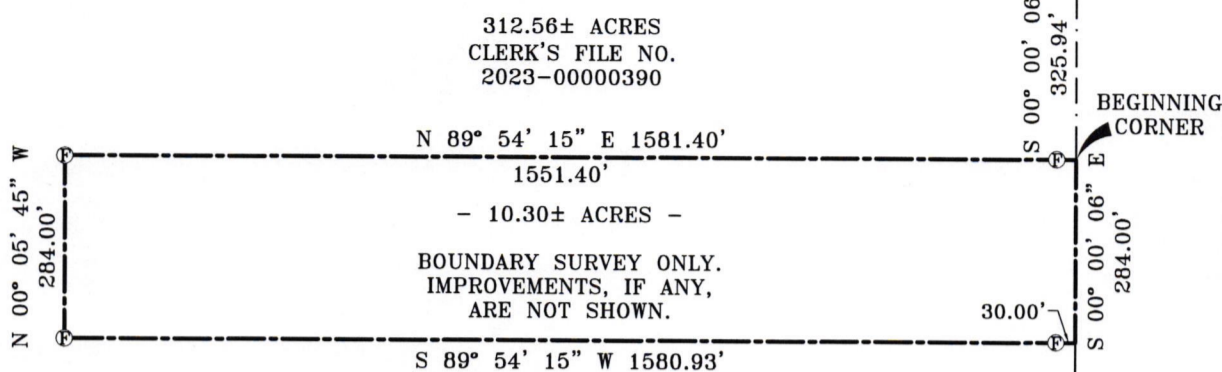 312.56± ACRES
CLERK'S FILE NO.
2023-00000390
S 00° 00' 06
325.94'
BEGINNING
CORNER
N 89° 54' 15" E 1581.40'
1551.40'
- 10.30± ACRES -
BOUNDARY SURVEY ONLY.
IMPROVEMENTS, IF ANY,
ARE NOT SHOWN.
N 00° 05' 45" W
284.00'
S 00° 00' 06" E
284.00'
30.00'
S 89° 54' 15" W 1580.93'
F
F
F
F